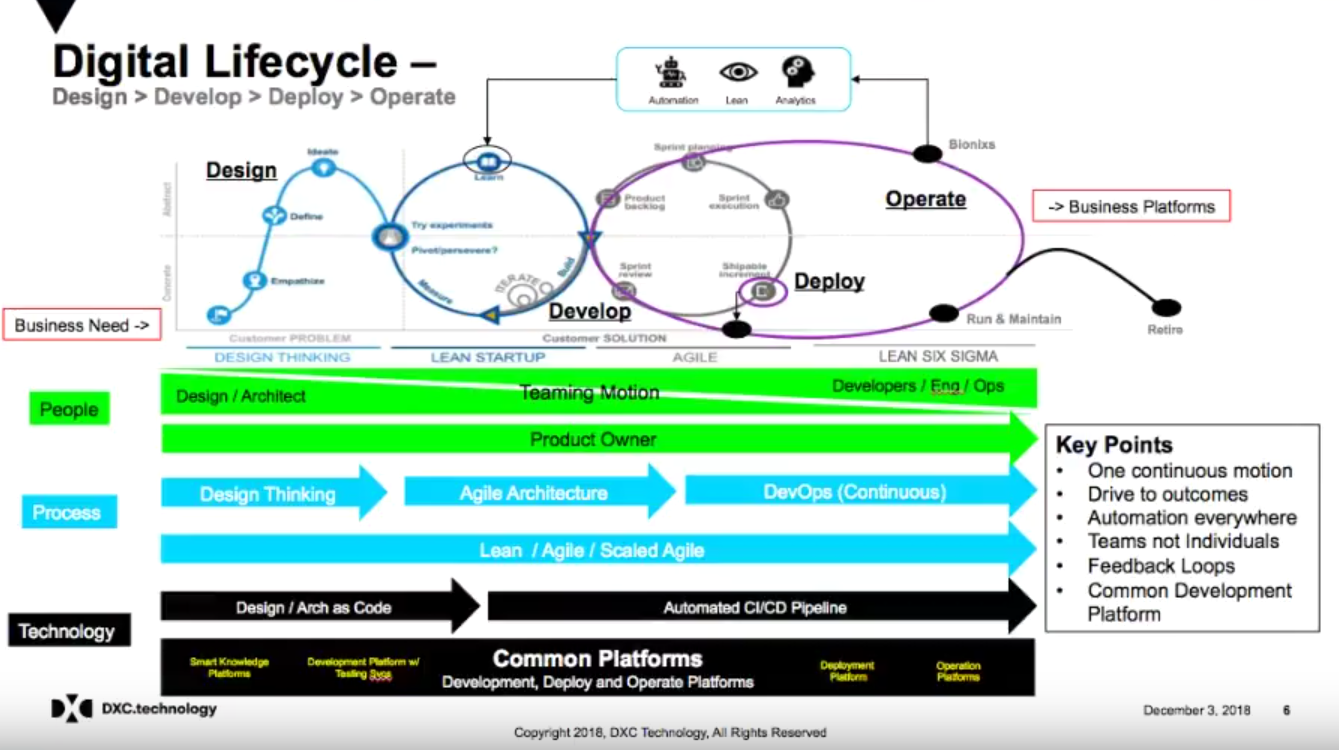 Digital Lifecycle –
Design > Develop > Deploy > Operate
Automation
Lean
Analytics
Design
Ideate
Define
Empathize
Abstract
Concrete
Learn
Try experiments
Pivot/persevere?
Measure
ITERATE
Build
Develop
Sprint planning
Product
backlog
Sprint
execution
Sprint
review
Shipable
increment
Deploy
Operate
Bionixs
-> Business Platforms
Run & Maintain
Retire
Business Need ->
Customer PROBLEM
Customer SOLUTION
DESIGN THINKING
LEAN STARTUP
AGILE
LEAN SIX SIGMA
People
Design / Architect
Teaming Motion
Developers / Eng / Ops
Product Owner
Process
Design Thinking
Agile Architecture
DevOps (Continuous)
Lean / Agile / Scaled Agile
Technology
Design / Arch as Code
Automated CI/CD Pipeline
Smart Knowledge
Platforms
Development Platform w/
Testing Svcs
Common Platforms
Development, Deploy and Operate Platforms
Deployment
Platform
Operation
Platforms
Key Points
• One continuous motion
• Drive to outcomes
• Automation everywhere
• Teams not Individuals
• Feedback Loops
• Common Development
Platform
DXC.technology
December 3, 2018 6
Copyright 2018, DXC Technology, All Rights Reserved